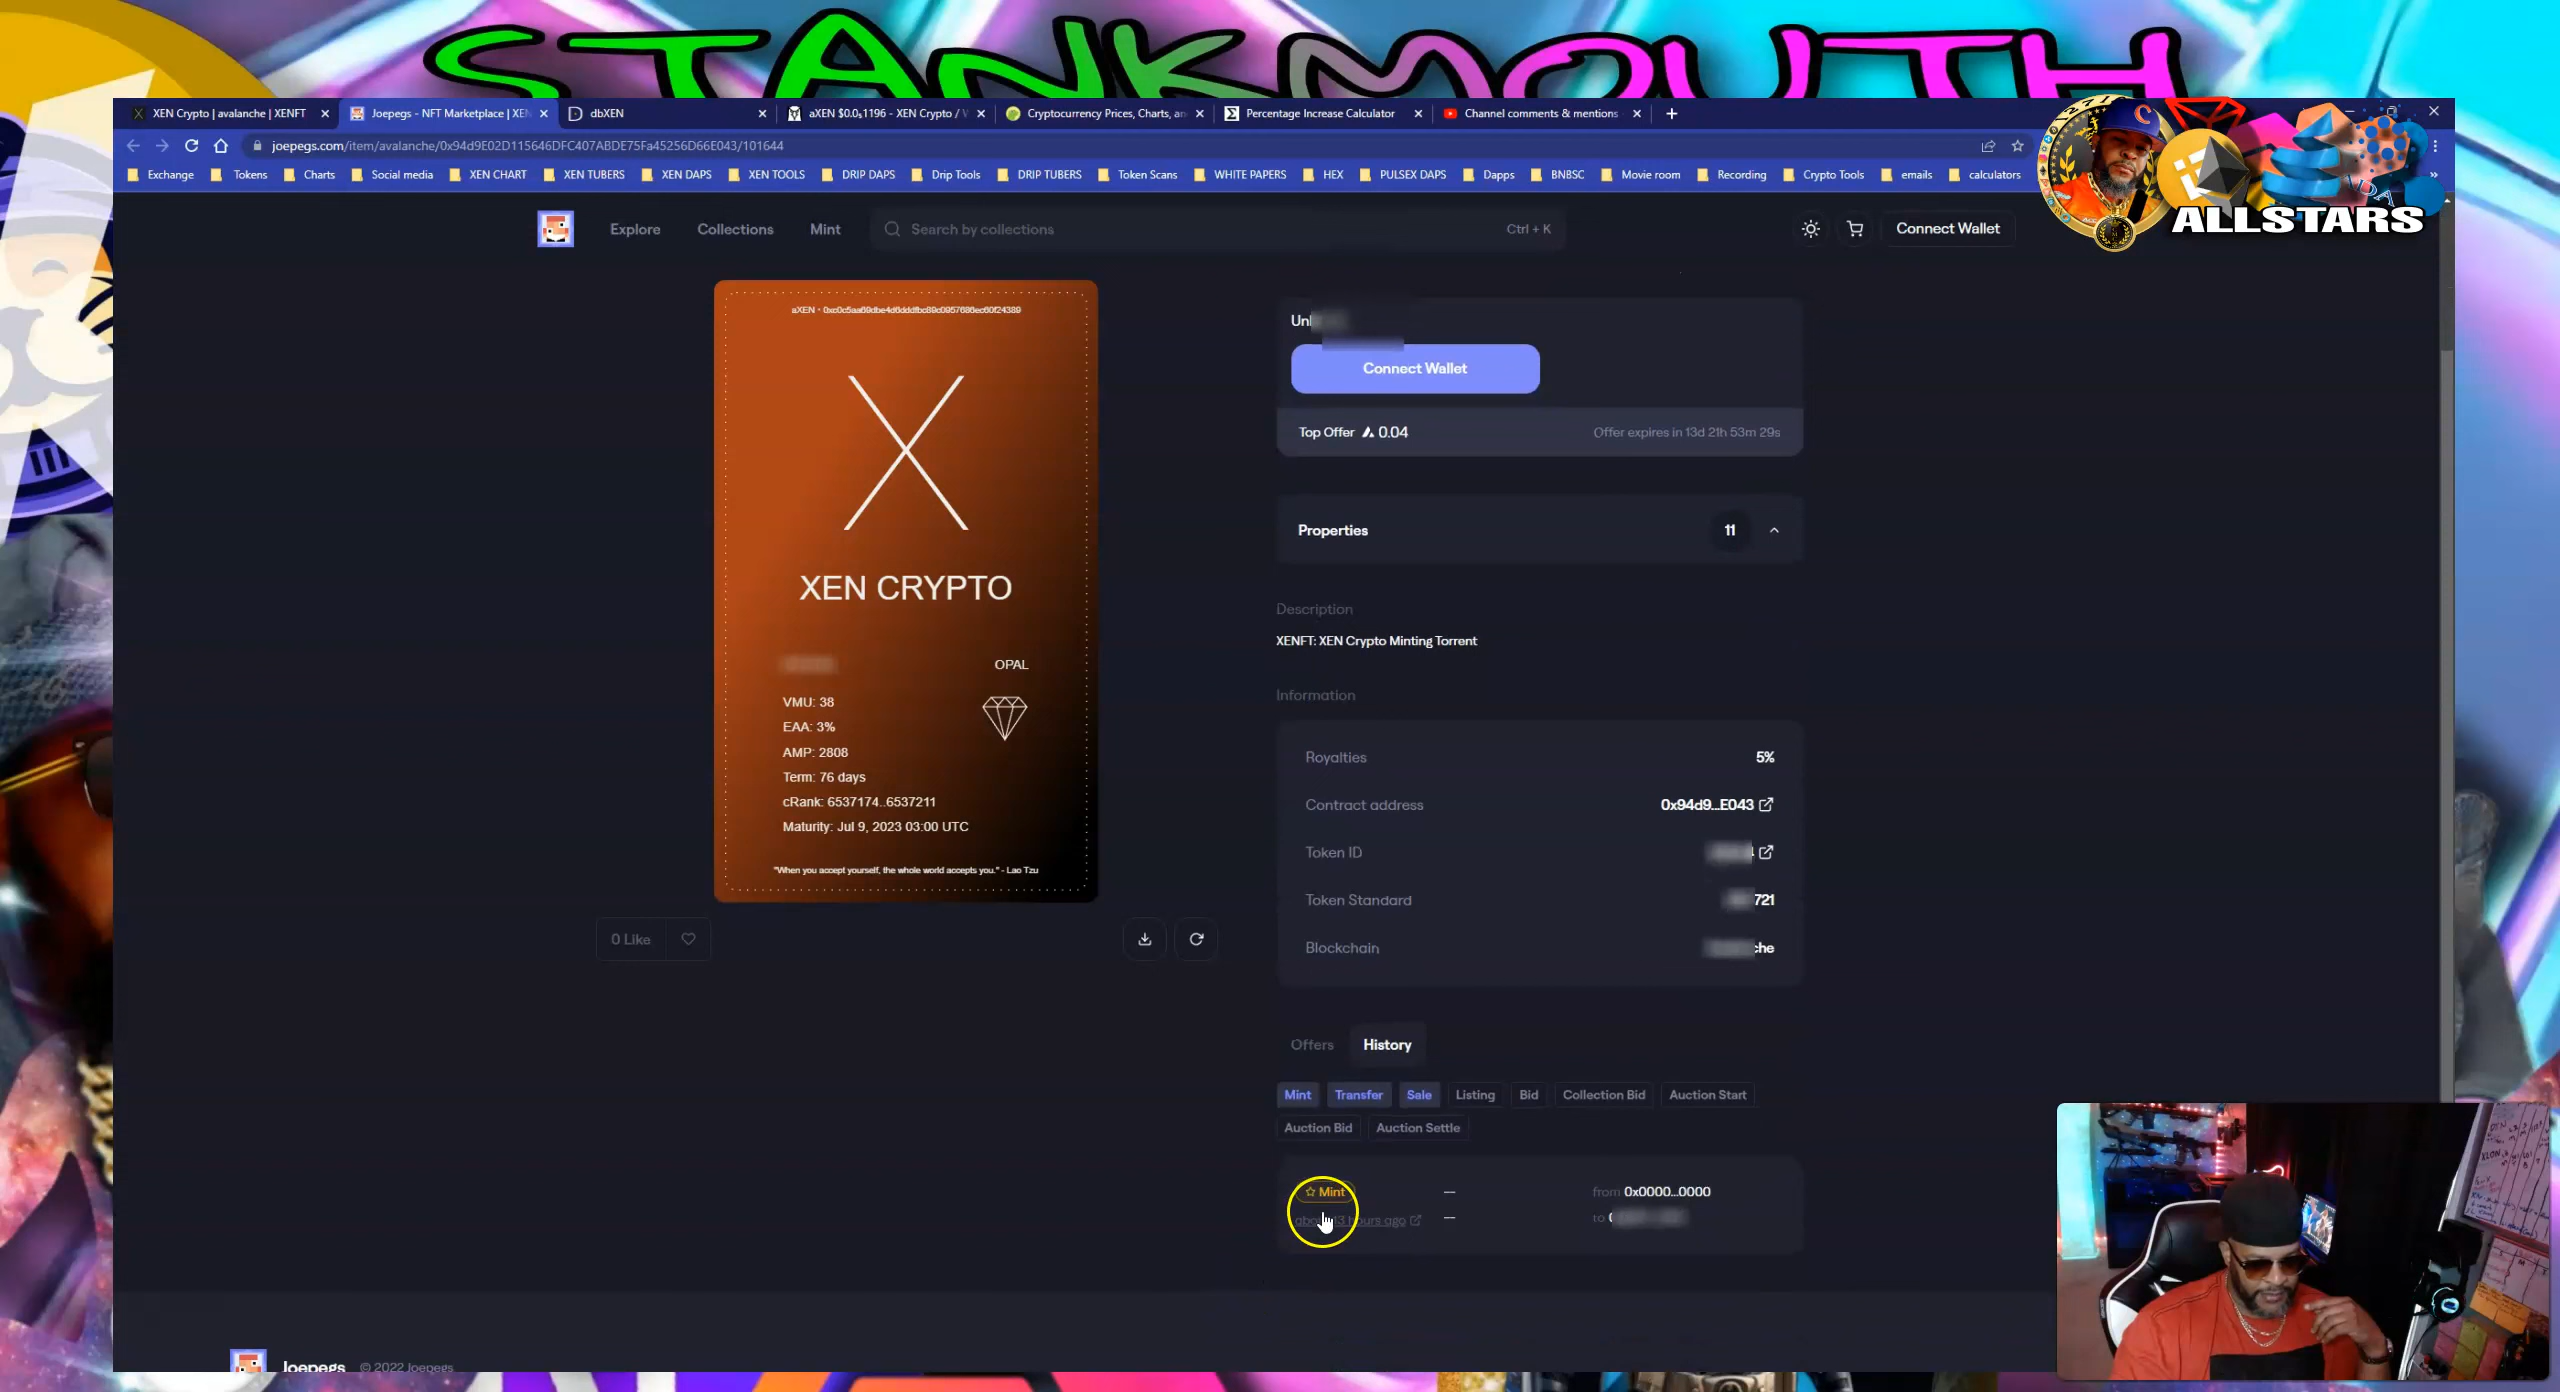 STANKMOUTH
XEN Crypto | avalanche | XENFT
Joepegs - NFT Marketplace | XEN
dbXEN
aXEN $0.0₅1196 - XEN Crypto /
Cryptocurrency Prices, Charts, an
Percentage Increase Calculator
Channel comments & mentions
joepegs.com/item/avalanche/0x94d9E02D115646DFC407ABDE75Fa45256D66E043/101644
Exchange
Tokens
Charts
Social media
XEN CHART
XEN TUBERS
XEN DAPS
XEN TOOLS
DRIP DAPS
Drip Tools
DRIP TUBERS
Token Scans
WHITE PAPERS
HEX
PULSEX DAPS
Dapps
BNBSC
Movie room
Recording
Crypto Tools
emails
calculators
ALLSTARS
Explore
Collections
Mint
Search by collections
Ctrl + K
Connect Wallet
XEN CRYPTO
OPAL
VMU: 38
EAA: 3%
AMP: 2808
Term: 76 days
cRank: 6537174..6537211
Maturity: Jul 9, 2023 03:00 UTC
"When you accept yourself, the whole world accepts you." - Lao Tzu
0 Like
Connect Wallet
Top Offer 0.04
Offer expires in 13d 21h 53m 29s
Properties
11
Description
XENFT: XEN Crypto Minting Torrent
Information
Royalties
5%
Contract address
0x94d9...E043
Token ID
Token Standard
721
Blockchain
che
Offers
History
Mint
Transfer
Sale
Listing
Bid
Collection Bid
Auction Start
Auction Bid
Auction Settle
Mint
—
from 0x0000...0000
hours ago
—
to
Joepegs
© 2022 Joepegs